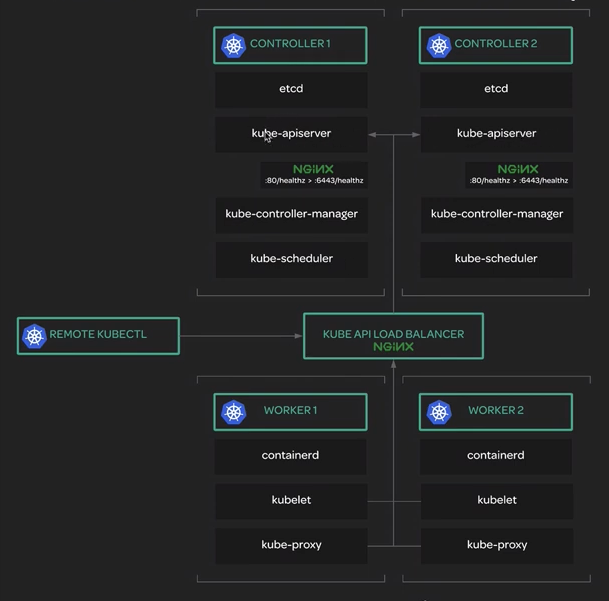 CONTROLLER 1
etcd
kube-apiserver
NGINX
:80/healthz > :6443/healthz
kube-controller-manager
kube-scheduler
CONTROLLER 2
etcd
kube-apiserver
NGINX
:80/healthz > :6443/healthz
kube-controller-manager
kube-scheduler
REMOTE KUBECTL
KUBE API LOAD BALANCER
NGINX
WORKER 1
containerd
kubelet
kube-proxy
WORKER 2
containerd
kubelet
kube-proxy